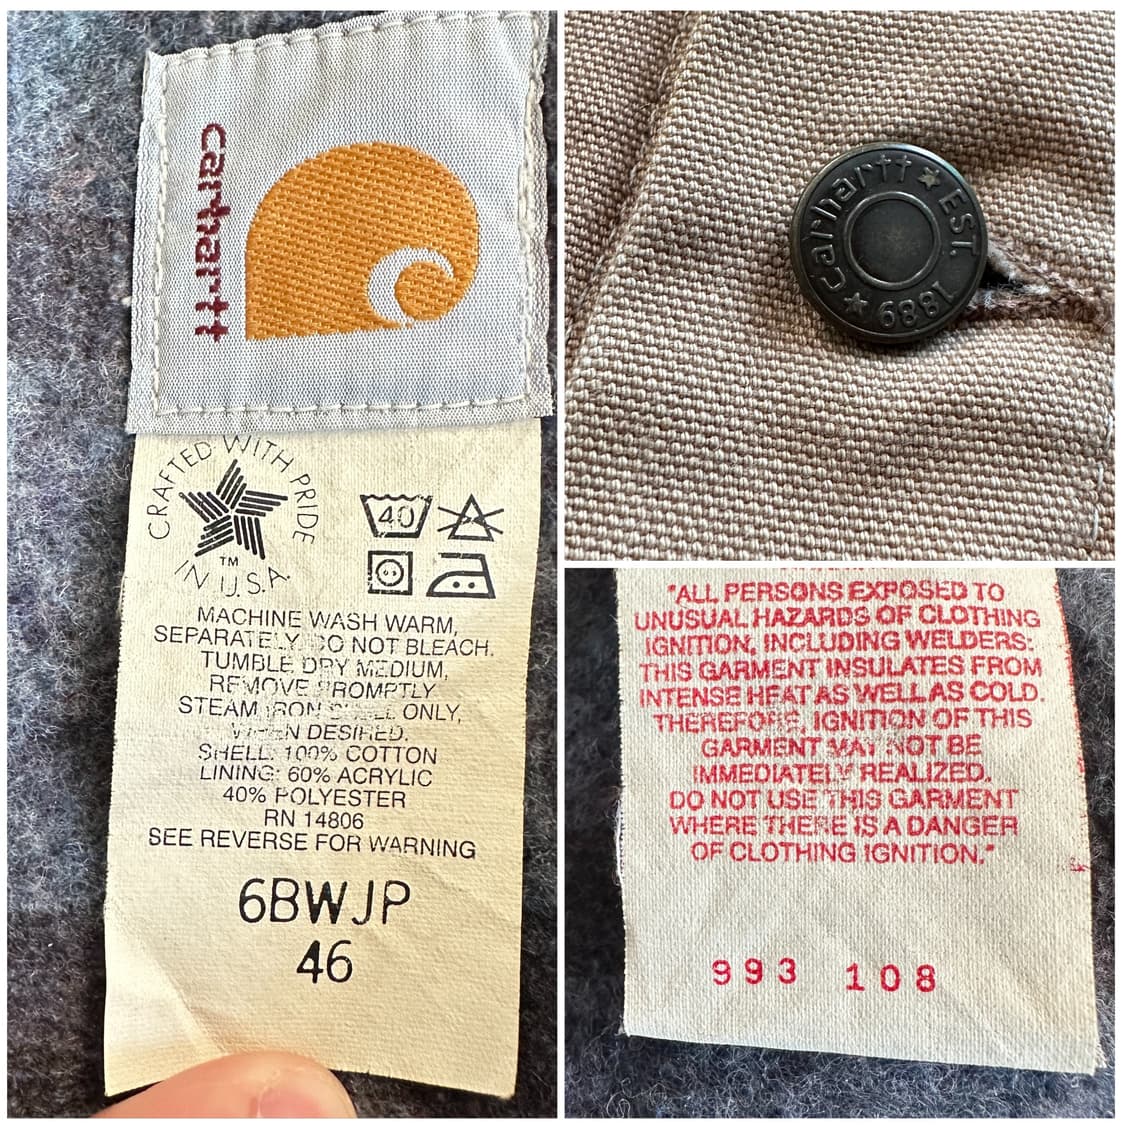 carhartt
CRAFTED WITH PRIDE
TM
IN U.S.A.
40
MACHINE WASH WARM,
SEPARATELY. DO NOT BLEACH.
TUMBLE DRY MEDIUM,
REMOVE PROMPTLY
STEAM IRON SHELL ONLY,
WHEN DESIRED.
SHELL: 100% COTTON
LINING: 60% ACRYLIC
40% POLYESTER
RN 14806
SEE REVERSE FOR WARNING
6BWJP
46
carhartt ★ EST. 1889 ★
"ALL PERSONS EXPOSED TO
UNUSUAL HAZARDS OF CLOTHING
IGNITION, INCLUDING WELDERS:
THIS GARMENT INSULATES FROM
INTENSE HEAT AS WELL AS COLD.
THEREFORE, IGNITION OF THIS
GARMENT MAY NOT BE
IMMEDIATELY REALIZED.
DO NOT USE THIS GARMENT
WHERE THERE IS A DANGER
OF CLOTHING IGNITION."
993 108